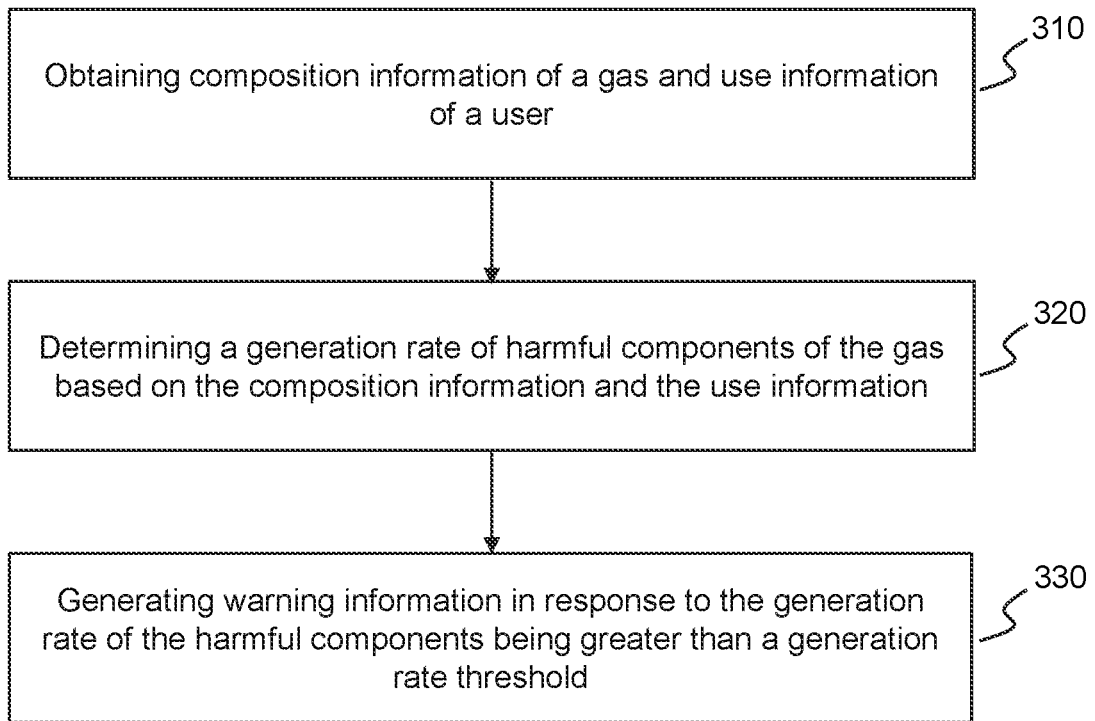 310
Obtaining composition information of a gas and use information
of a user
320
Determining a generation rate of harmful components of the gas
based on the composition information and the use information
330
Generating warning information in response to the generation
rate of the harmful components being greater than a generation
rate threshold